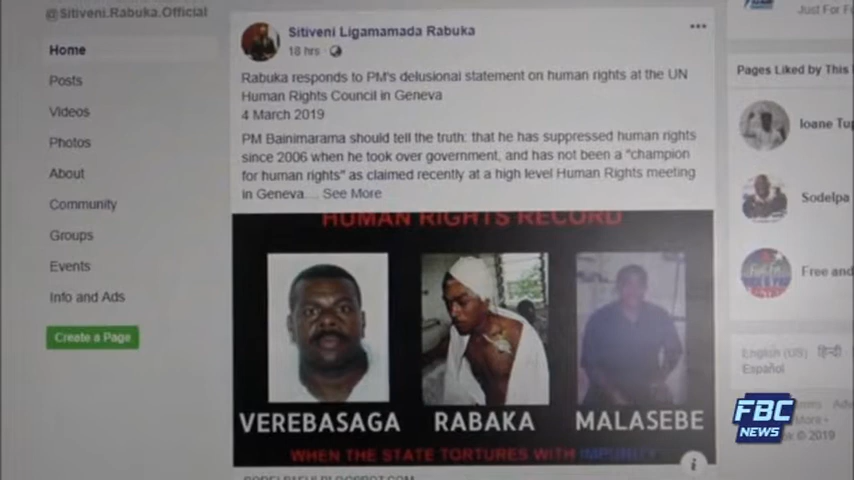 @Sitiveni.Rabuka.Official
Home
Posts
Videos
Photos
About
Community
Groups
Events
Info and Ads
Create a Page
Sitiveni Ligamamada Rabuka
18 hrs
Rabuka responds to PM's delusional statement on human rights at the UN
Human Rights Council in Geneva
4 March 2019
PM Bainimarama should tell the truth: that he has suppressed human rights
since 2006 when he took over government, and has not been a "champion
for human rights" as claimed recently at a high level Human Rights meeting
in Geneva.... See More
HUMAN RIGHTS RECORD
VEREBASAGA
RABAKA
MALASEBE
WHEN THE STATE TORTURES WITH IMPUNITY
Just For
Pages Liked by This
Ioane
Sodelpa
Free and
English (US) हिन्दी
Español
More
© 2019
FBC
NEWS